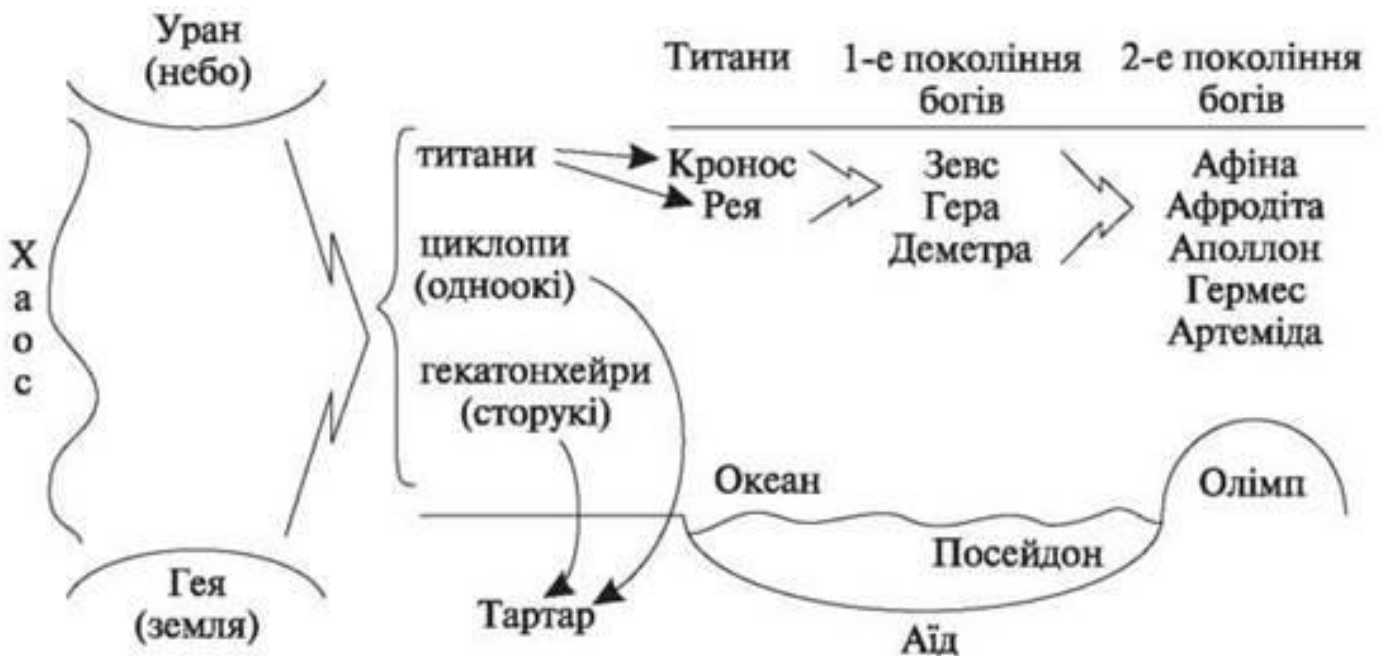 Уран
(небо)
Хаос
Гея
(земля)
титани
циклопи
(одноокі)
гекатонхейри
(сторукі)
Тартар
Титани
1-е покоління
богів
2-е покоління
богів
Кронос
Рея
Зевс
Гера
Деметра
Афіна
Афродіта
Аполлон
Гермес
Артеміда
Океан
Посейдон
Аїд
Олімп